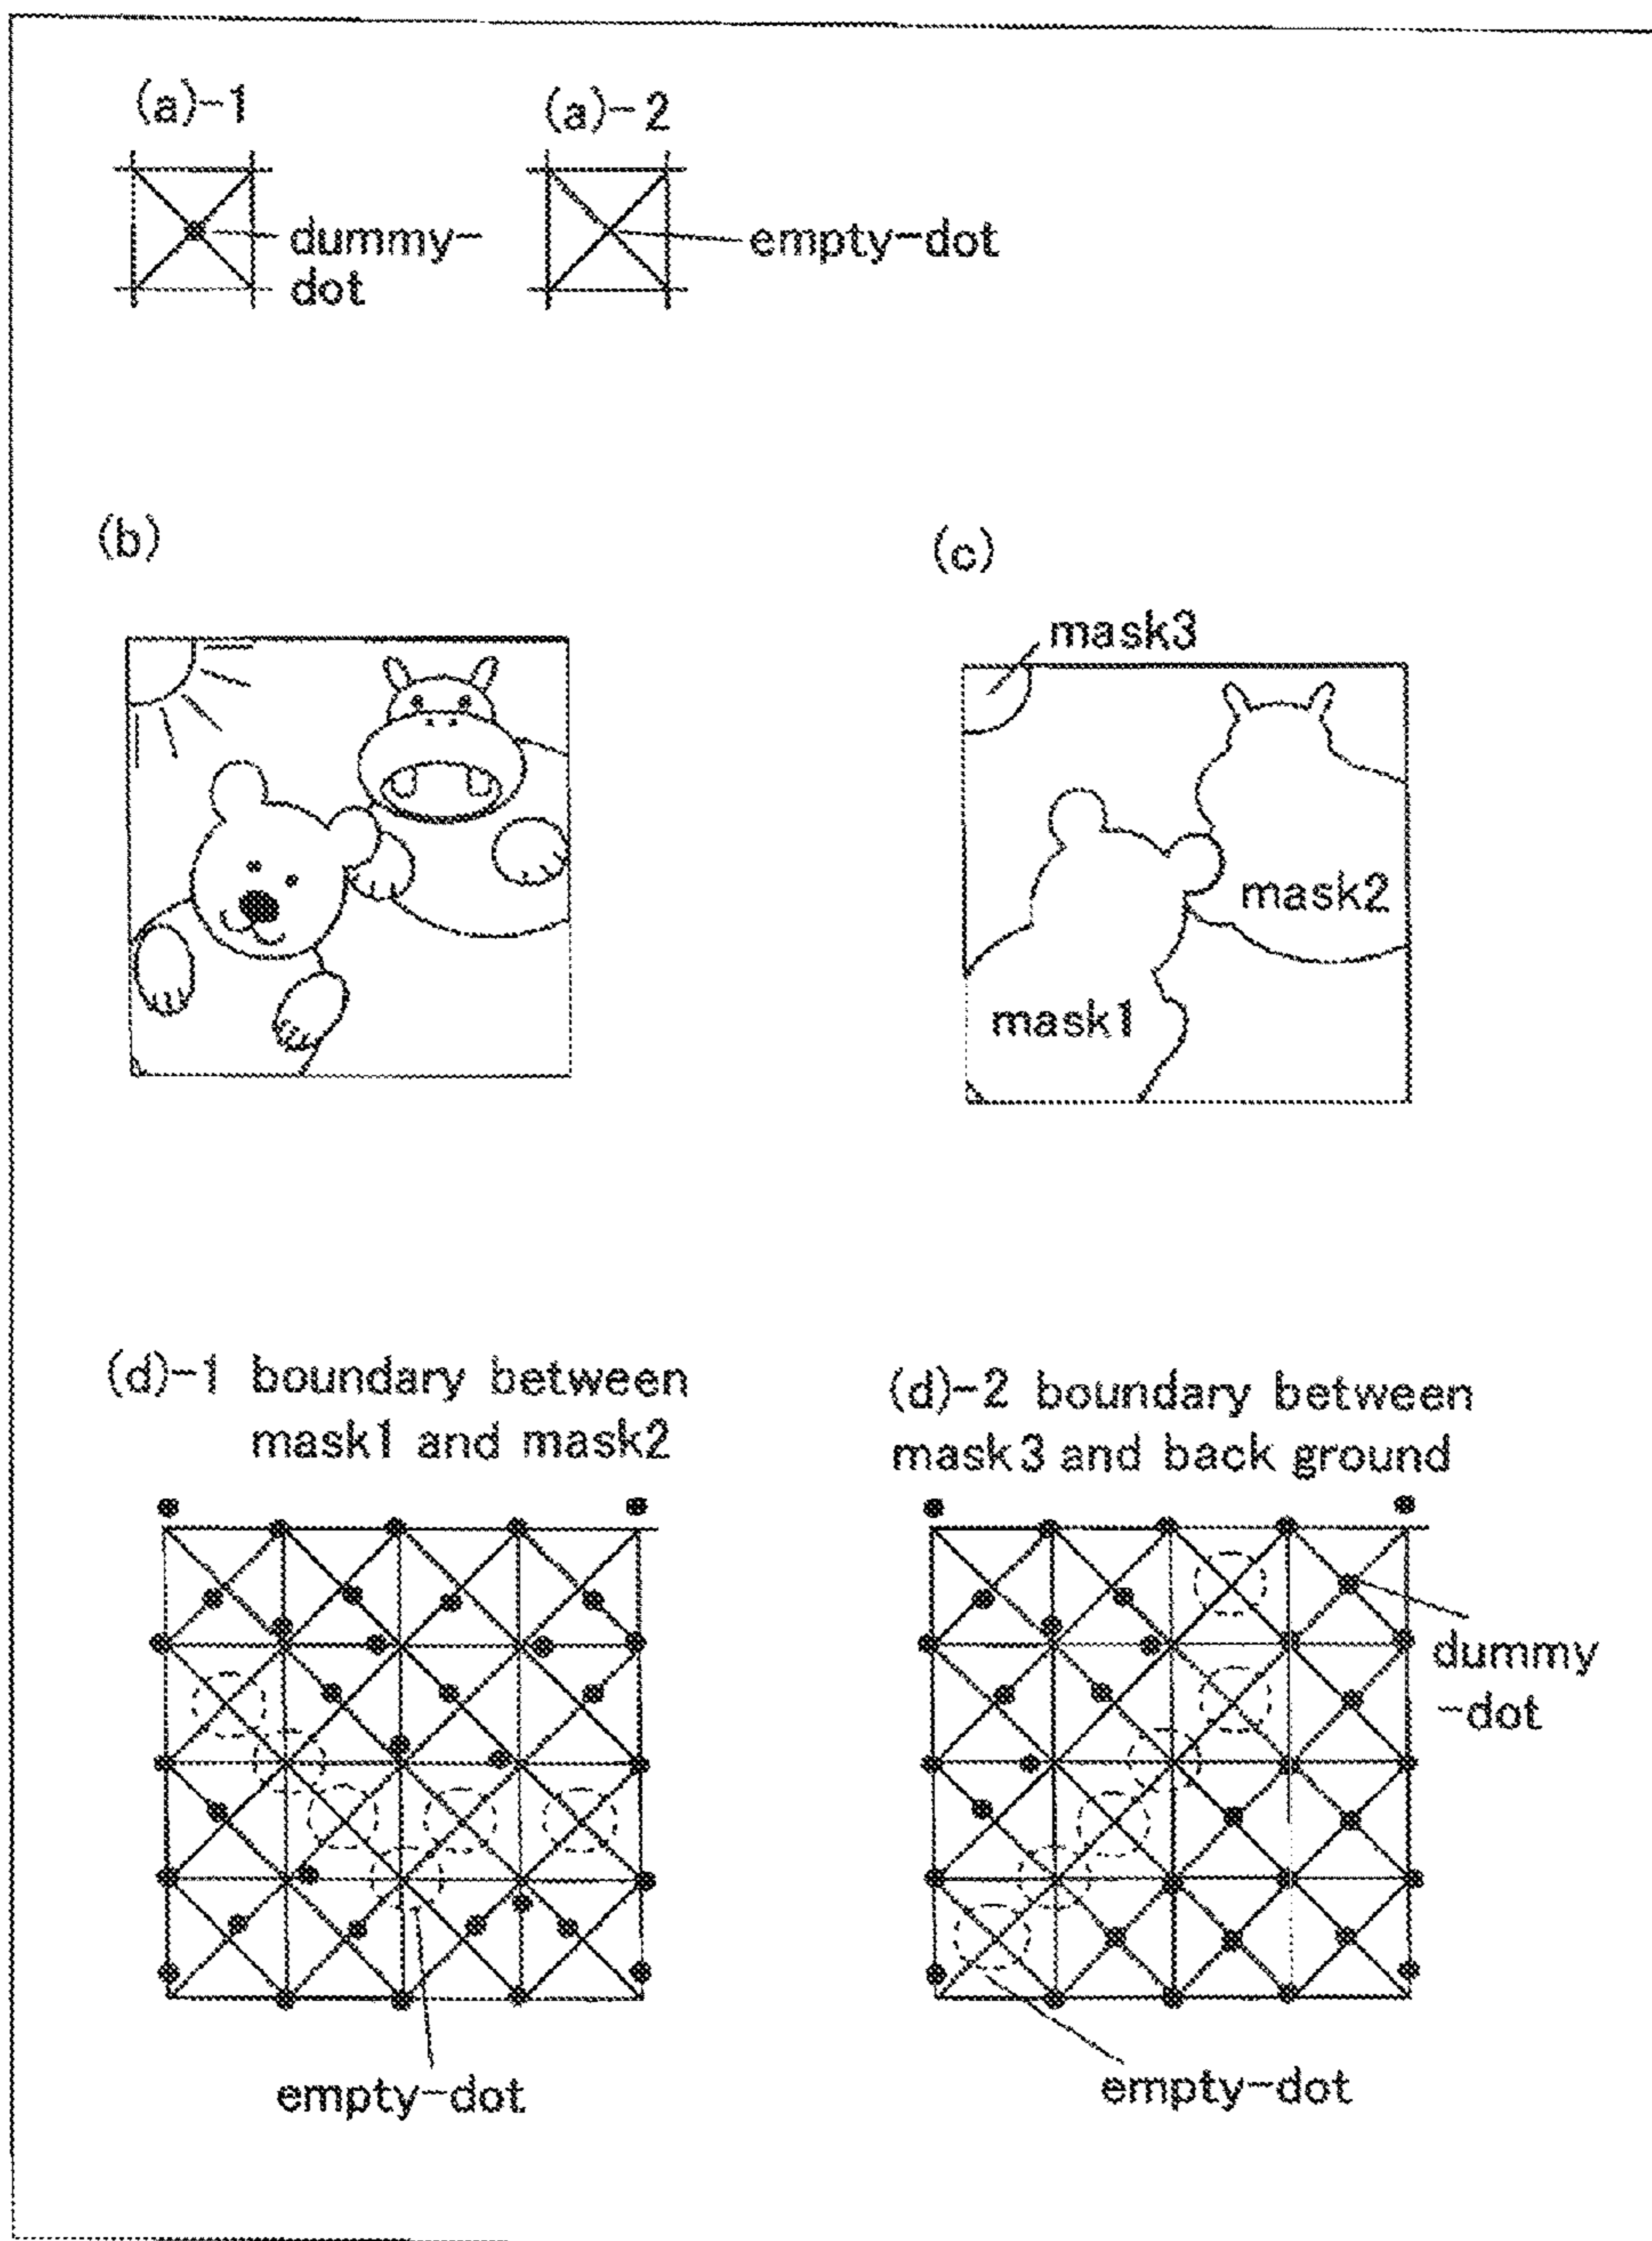 (a)-1
(a)-2
dummy-
dot
empty-dot
(b)
(c)
mask3
mask2
mask1
(d)-1 boundary between
mask1 and mask2
(d)-2 boundary between
mask3 and back ground
dummy
-dot
empty-dot
empty-dot